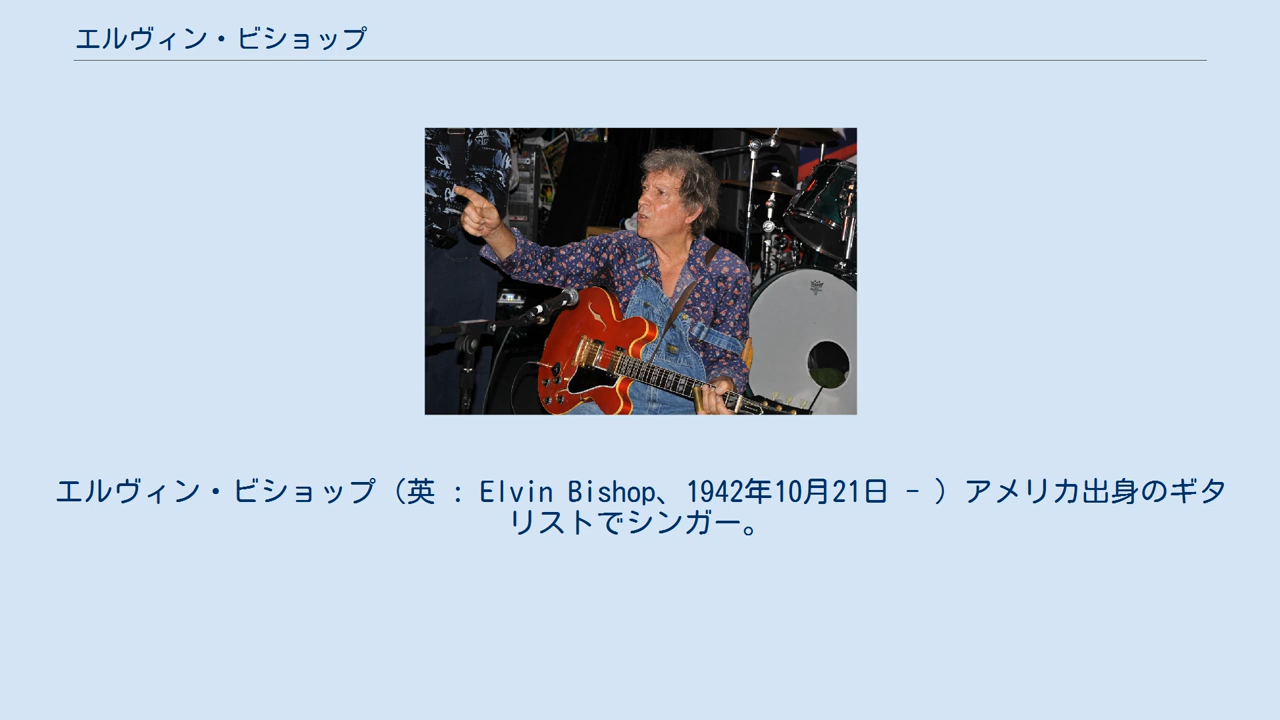 エルヴィン・ビショップ
エルヴィン・ビショップ（英 : Elvin Bishop、1942年10月21日 - ）アメリカ出身のギタ
リストでシンガー。